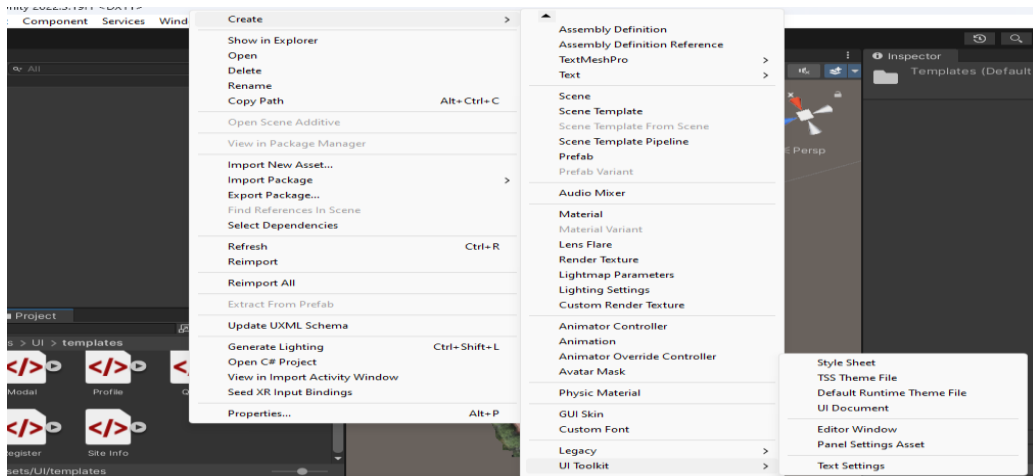 Component Services Wind
All
Create
Show in Explorer
Open
Delete
Rename
Copy Path Alt+Ctrl+C
Open Scene Additive
View in Package Manager
Import New Asset...
Import Package
Export Package...
Find References In Scene
Select Dependencies
Refresh Ctrl+R
Reimport
Reimport All
Extract From Prefab
Update UXML Schema
Generate Lighting Ctrl+Shift+L
Open C# Project
View in Import Activity Window
Seed XR Input Bindings
Properties... Alt+P
Assembly Definition
Assembly Definition Reference
TextMeshPro
Text
Scene
Scene Template
Scene Template From Scene
Scene Template Pipeline
Prefab
Prefab Variant
Audio Mixer
Material
Material Variant
Lens Flare
Render Texture
Lightmap Parameters
Lighting Settings
Custom Render Texture
Animator Controller
Animation
Animator Override Controller
Avatar Mask
Physic Material
GUI Skin
Custom Font
Legacy
UI Toolkit
Style Sheet
TSS Theme File
Default Runtime Theme File
UI Document
Editor Window
Panel Settings Asset
Text Settings
Inspector
Templates (Default
x
Persp
Project
s > UI > templates
Modal
Profile
egister
Site Info
sets/UI/templates